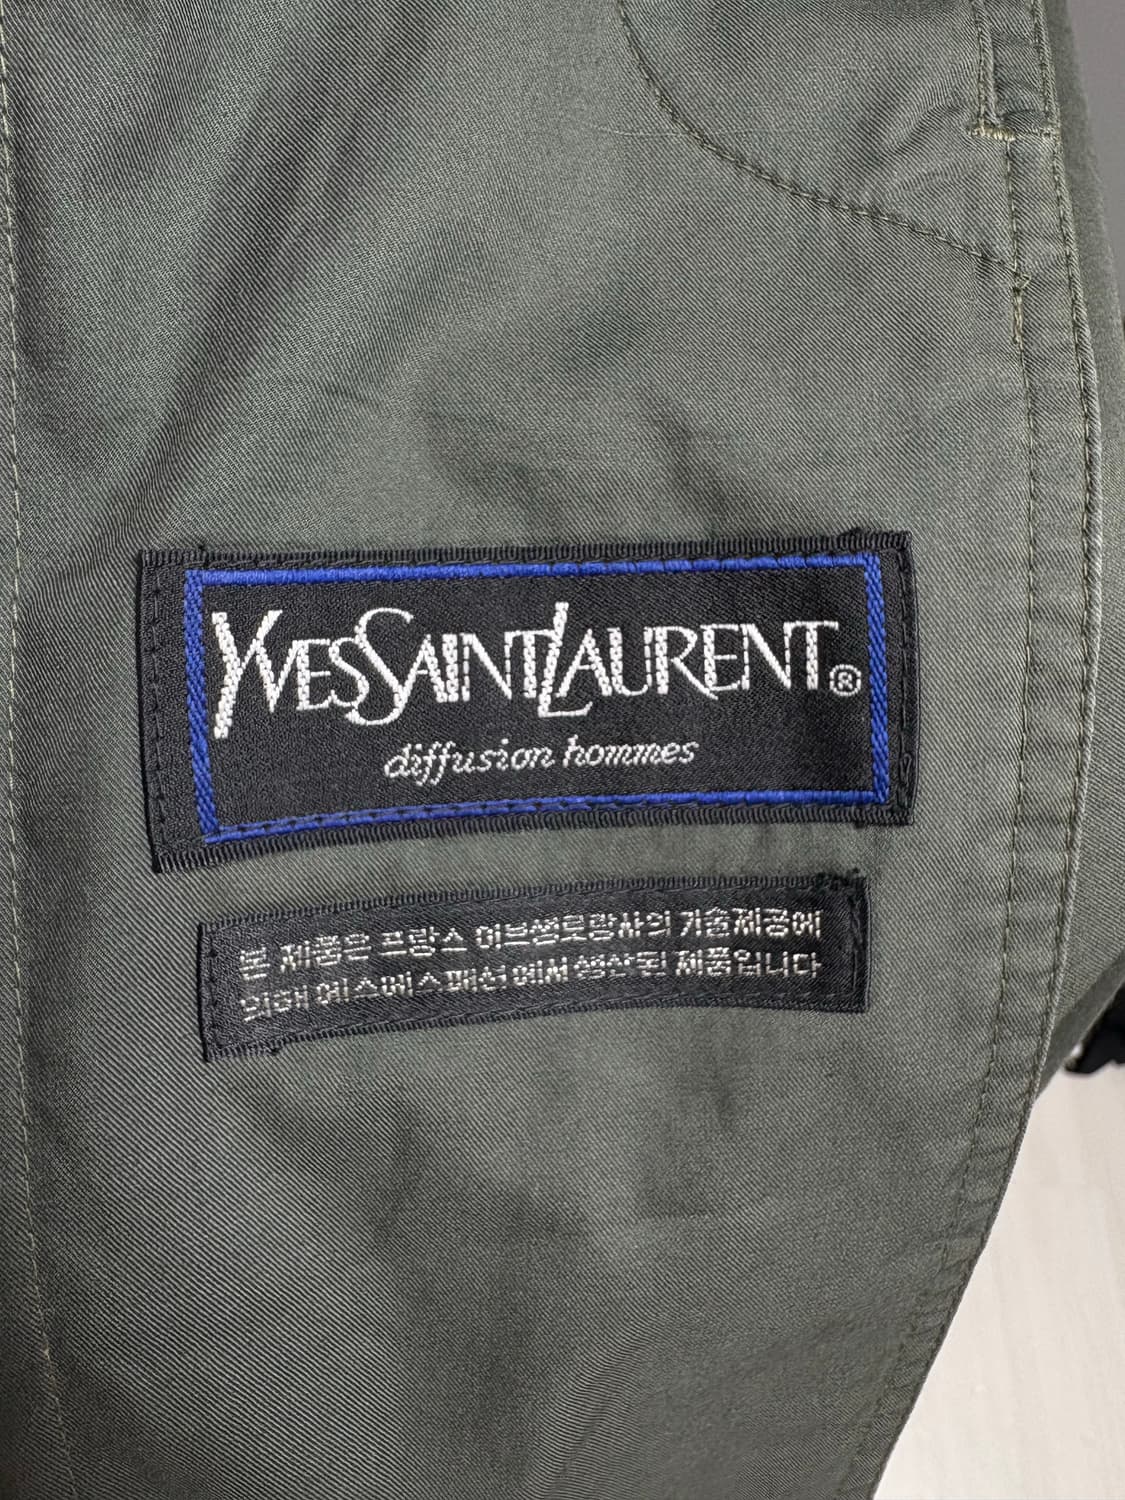 YVESSAINTLAURENT®
diffusion hommes
본 제품은 프랑스 이브쌩로랑사의 기술제공에
의해 에스에스패션에서 생산된 제품입니다